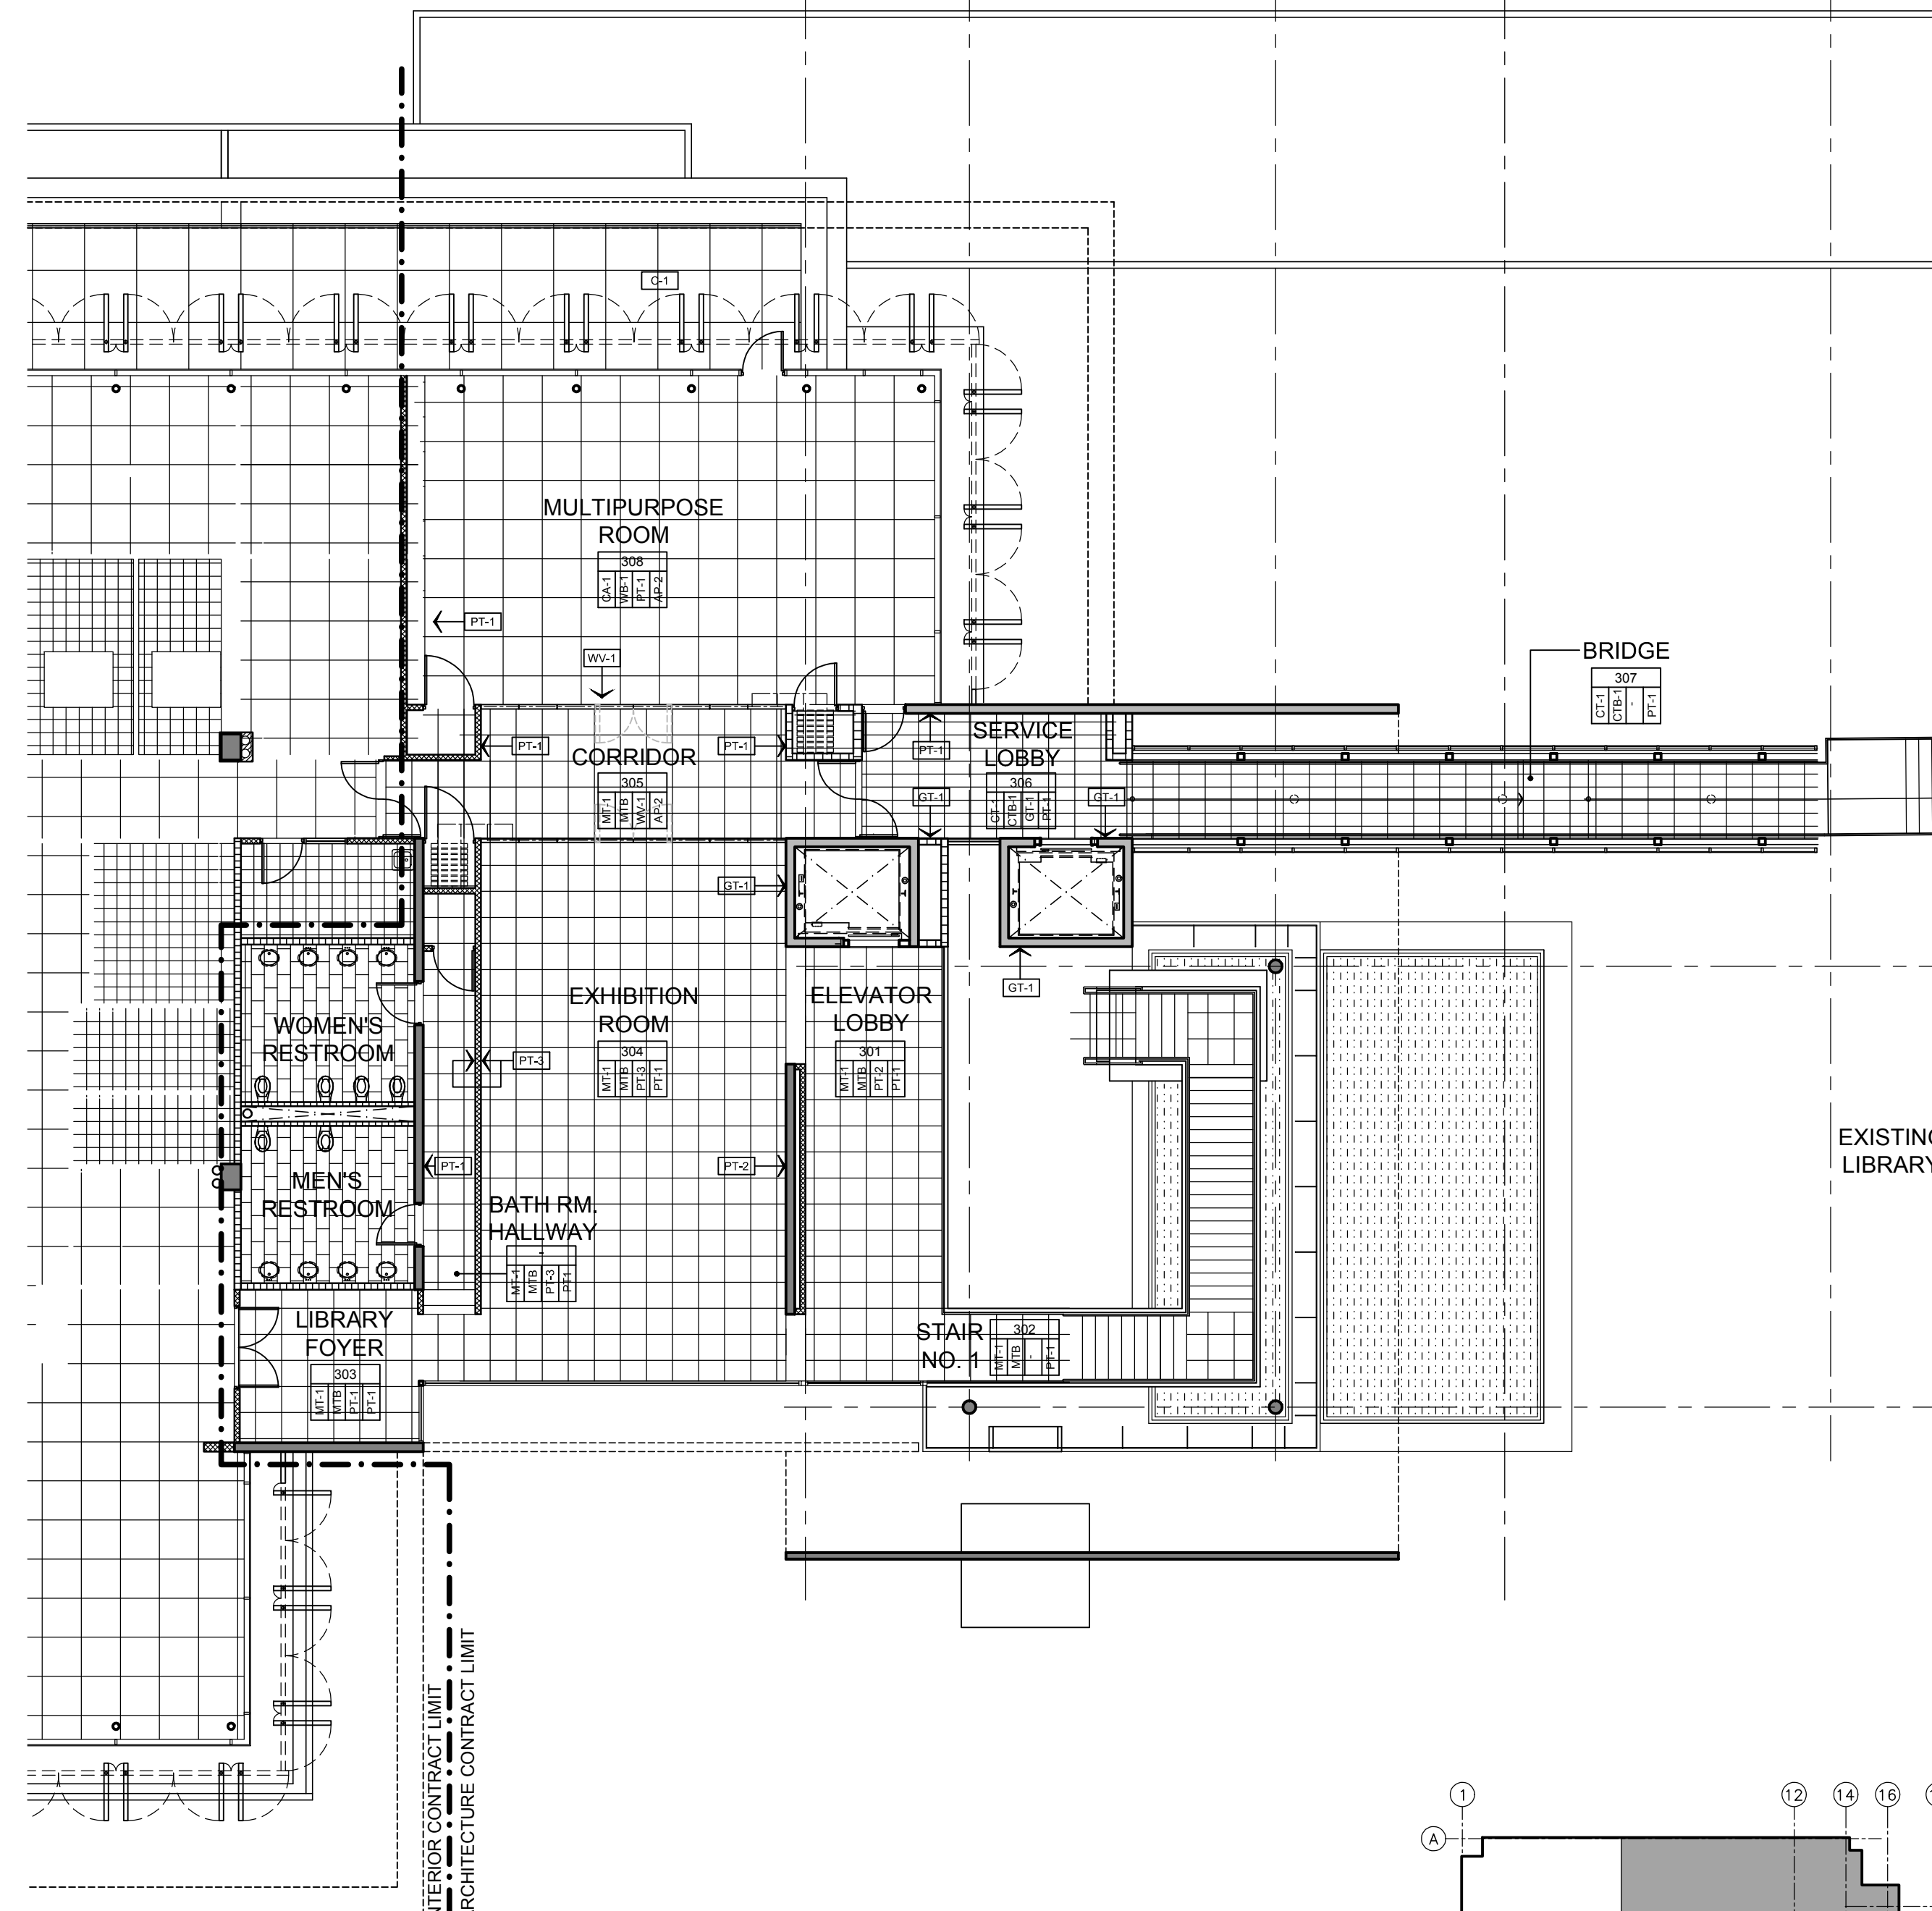 C-1
MULTIPURPOSE
ROOM
308
CA-1
WB-1
PT-1
AP-2
PT-1
WV-1
BRIDGE
307
CT-1
CTB-1
-
PT-1
PT-1
CORRIDOR
305
MT-1
MTB
WV-1
AP-2
PT-1
PT-1
SERVICE
LOBBY
306
CT-1
CTB-1
GT-1
PT-1
GT-1
GT-1
GT-1
GT-1
WOMEN'S
RESTROOM
EXHIBITION
ROOM
304
MT-1
MTB
PT-3
PT-1
ELEVATOR
LOBBY
301
MT-1
MTB
PT-2
PT-1
PT-3
EXISTING
LIBRARY
PT-1
PT-2
MEN'S
RESTROOM
BATH RM.
HALLWAY
-
MT-1
MTB
PT-3
PT1
LIBRARY
FOYER
303
MT-1
MTB
PT-1
PT-1
STAIR
NO. 1
302
MT-1
MTB
-
PT-1
NTERIOR CONTRACT LIMIT
RCHITECTURE CONTRACT LIMIT
1
12
14
16
A